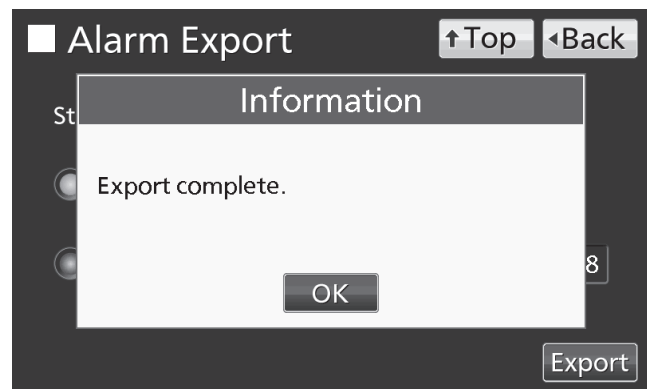 Alarm Export
↑Top
◂Back
Information
St
Export complete.
8
OK
Export